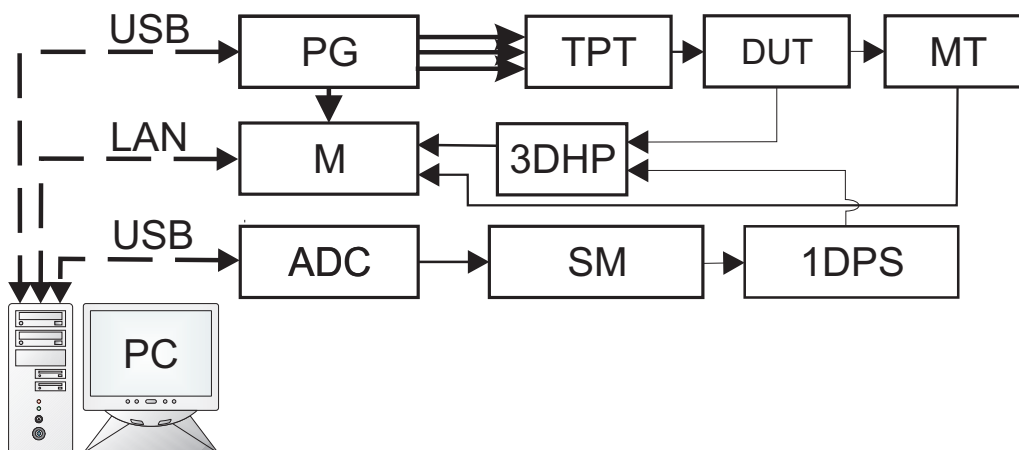 USB
PG
TPT
DUT
MT
LAN
M
3DHP
USB
ADC
SM
1DPS
PC